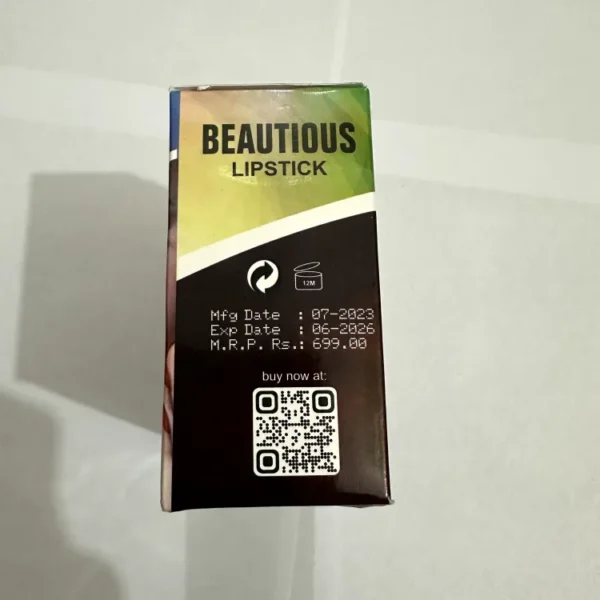 BEAUTIOUS
LIPSTICK
12M
Mfg Date : 07-2023
Exp Date : 06-2026
M.R.P. Rs.: 699.00
buy now at: